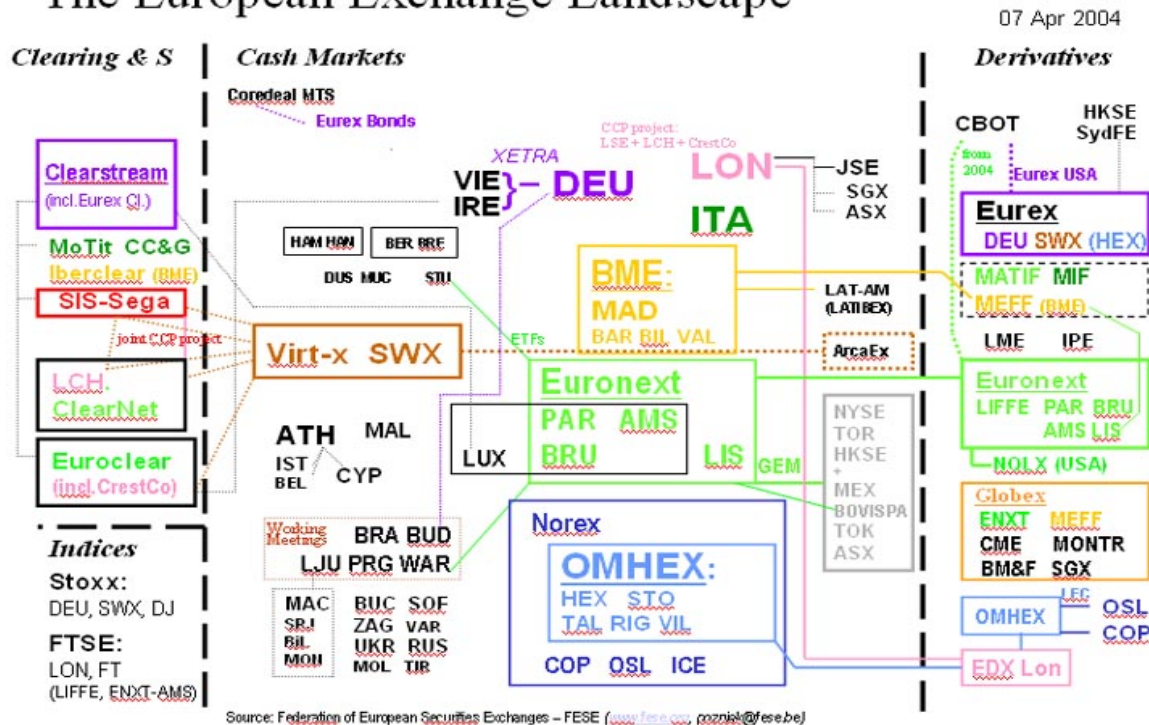 The European Exchange Landscape
07 Apr 2004
Clearing & S
Cash Markets
Derivatives
Coredeal MTS
Eurex Bonds
CCP project:
LSE + LCH + CrestCo
XETRA
VIE
IRE
} – DEU
LON
JSE
SGX
ASX
ITA
CBOT
HKSE
SydFE
from
2004
Eurex USA
Clearstream
(incl.Eurex Cl.)
MoTit CC&G
Iberclear (BME)
SIS-Sega
joint CCP project
LCH.
ClearNet
Euroclear
(incl.CrestCo)
HAM HAN
BER BRE
DUS MUC STU
BME:
MAD
BAR BIL VAL
LAT-AM
(LATIBEX)
ArcaEx
ETFs
Virt-x SWX
Euronext
PAR AMS
BRU
LIS
LUX
GEM
NYSE
TOR
HKSE
+
MEX
BOVISPA
TOK
ASX
ATH MAL
IST
BEL
CYP
Working
Meetings
BRA BUD
LJU PRG WAR
MAC
SRJ
BiL
MON
BUC SOF
ZAG VAR
UKR RUS
MOL TIR
Norex
OMHEX:
HEX STO
TAL RIG VIL
COP OSL ICE
Eurex
DEU SWX (HEX)
MATIF MIF
MEFF (BME)
LME IPE
Euronext
LIFFE PAR BRU
AMS LIS
NQLX (USA)
Globex
ENXT MEFF
CME MONTR
BM&F SGX
LEC
OMHEX
OSL
COP
EDX Lon
Indices
Stoxx:
DEU, SWX, DJ
FTSE:
LON, FT
(LIFFE, ENXT-AMS)
Source: Federation of European Securities Exchanges – FESE (www.fese.org, pozniak@fese.be)